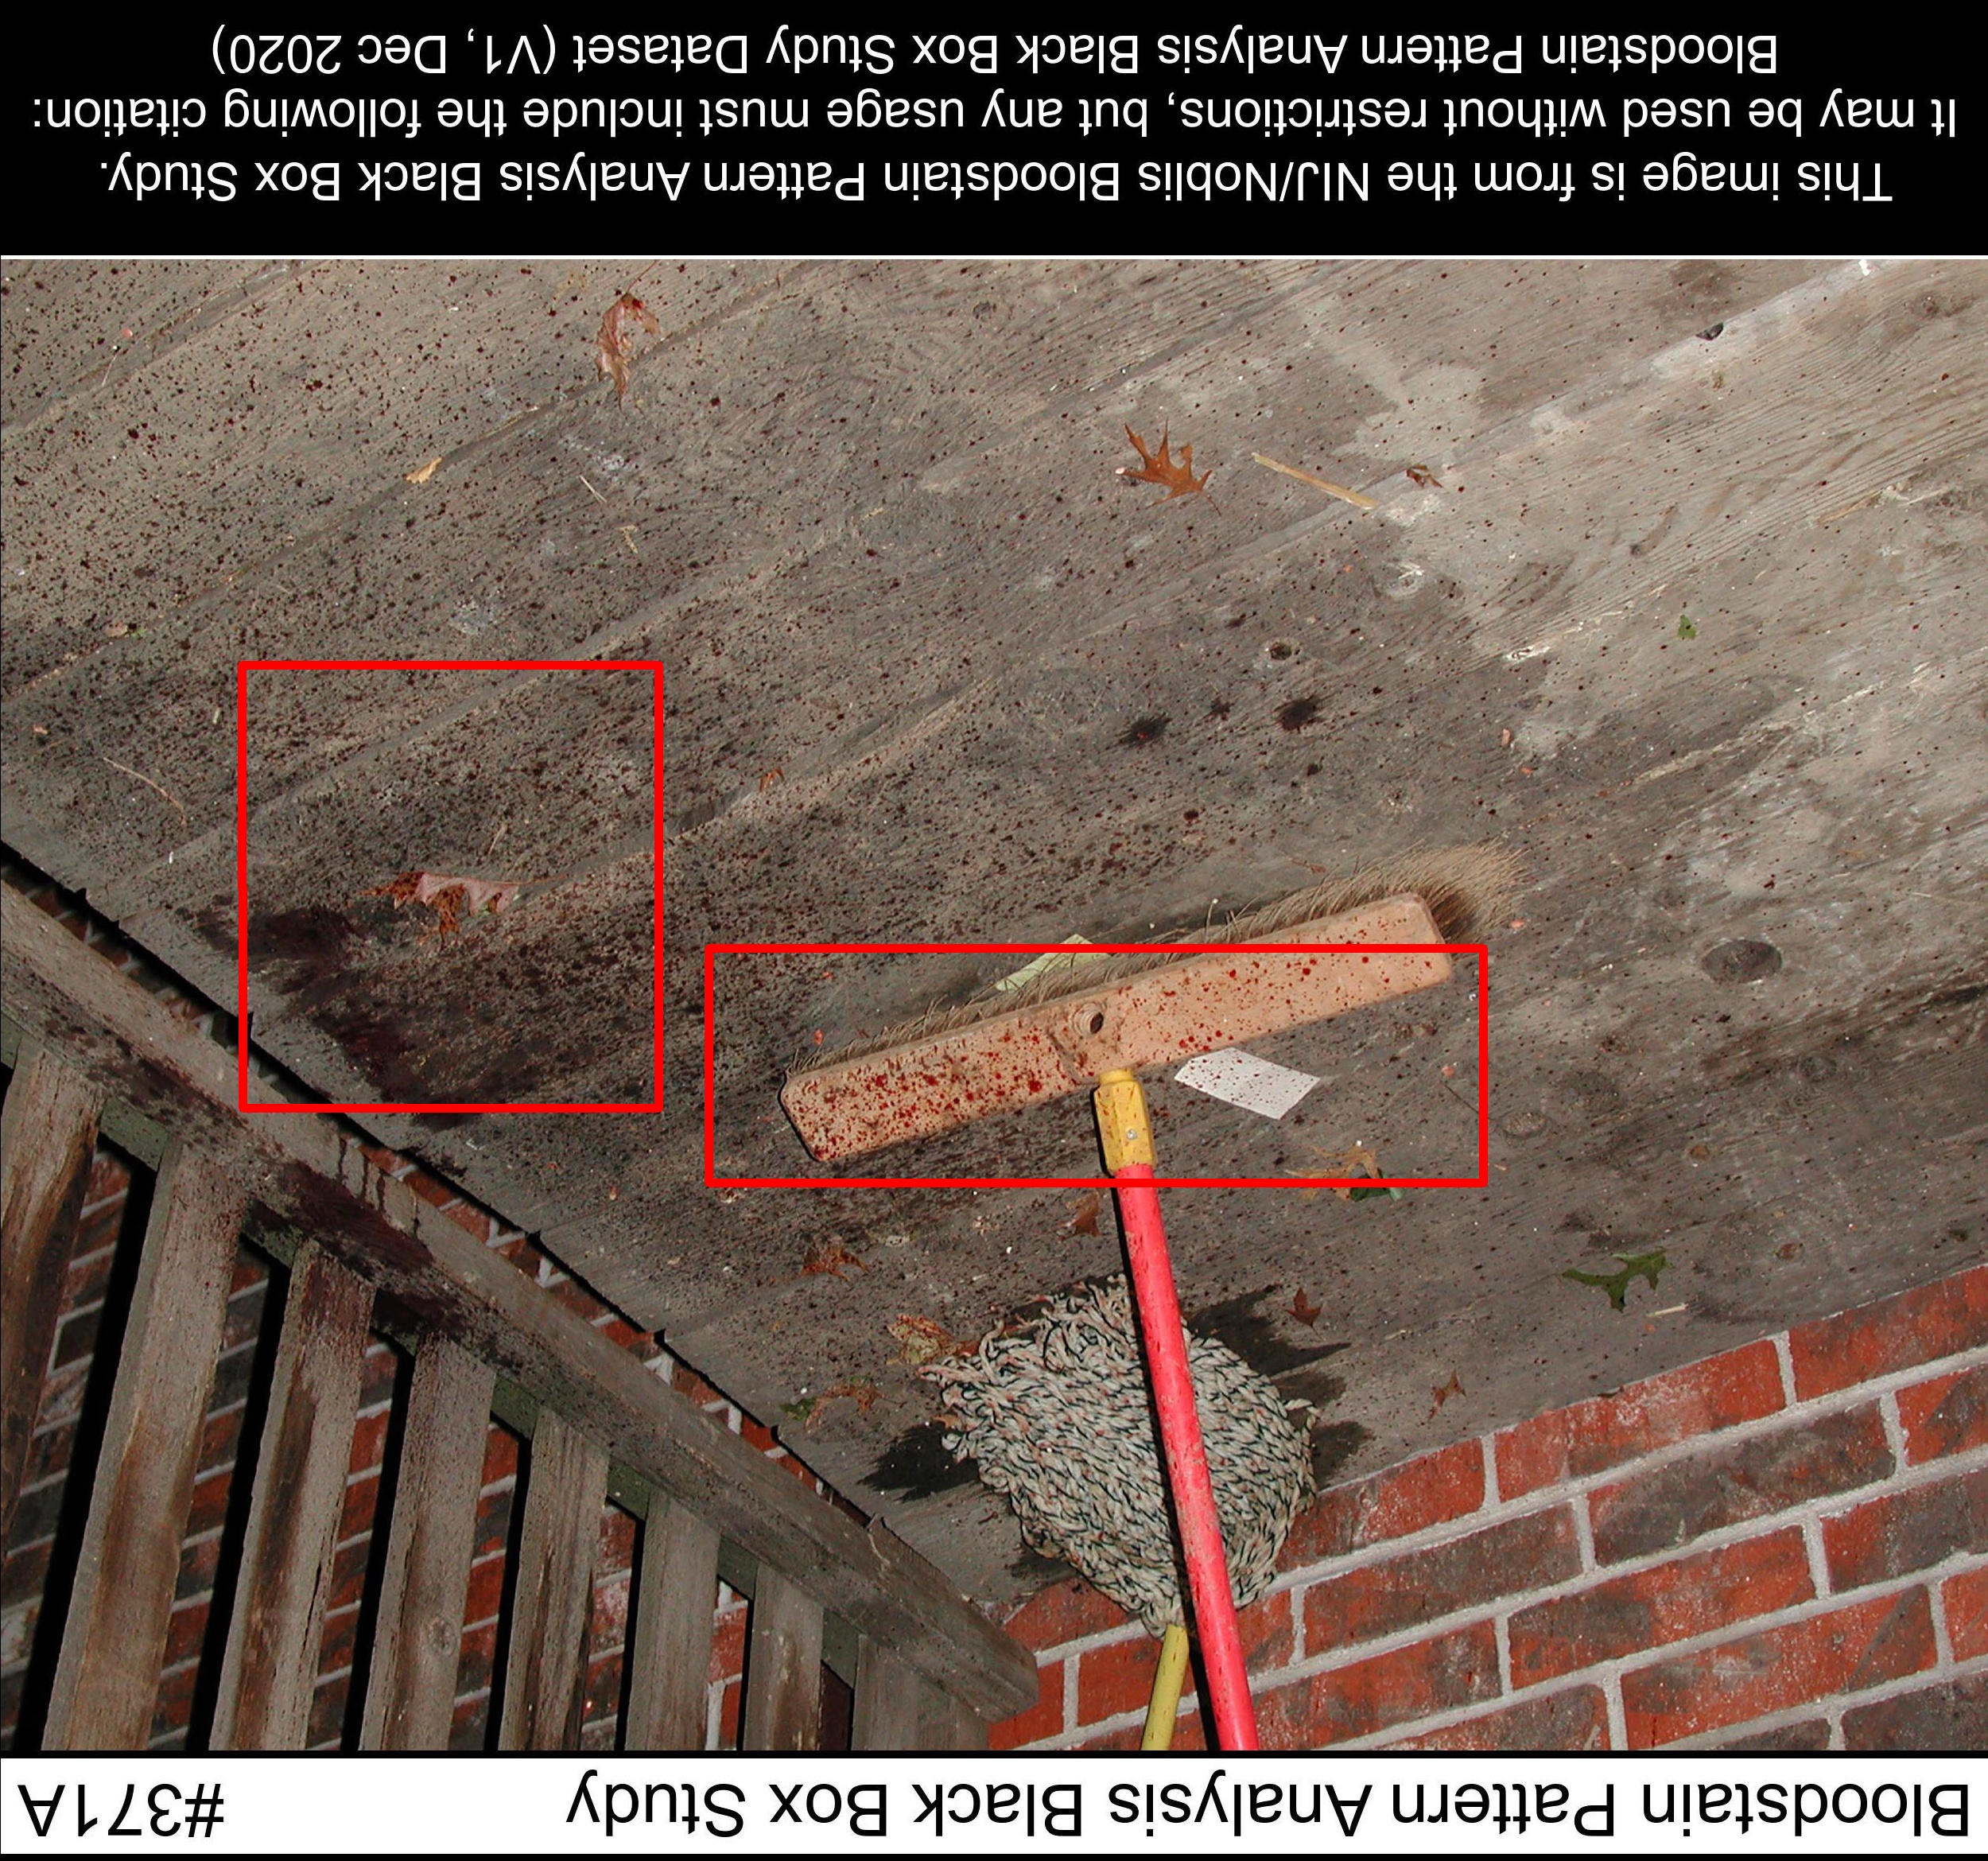 Bloodstain Pattern Analysis Black Box Study #371A
This image is from the NIJ/Noblis Bloodstain Pattern Analysis Black Box Study.
It may be used without restrictions, but any usage must include the following citation:
Bloodstain Pattern Analysis Black Box Study Dataset (V1, Dec 2020)